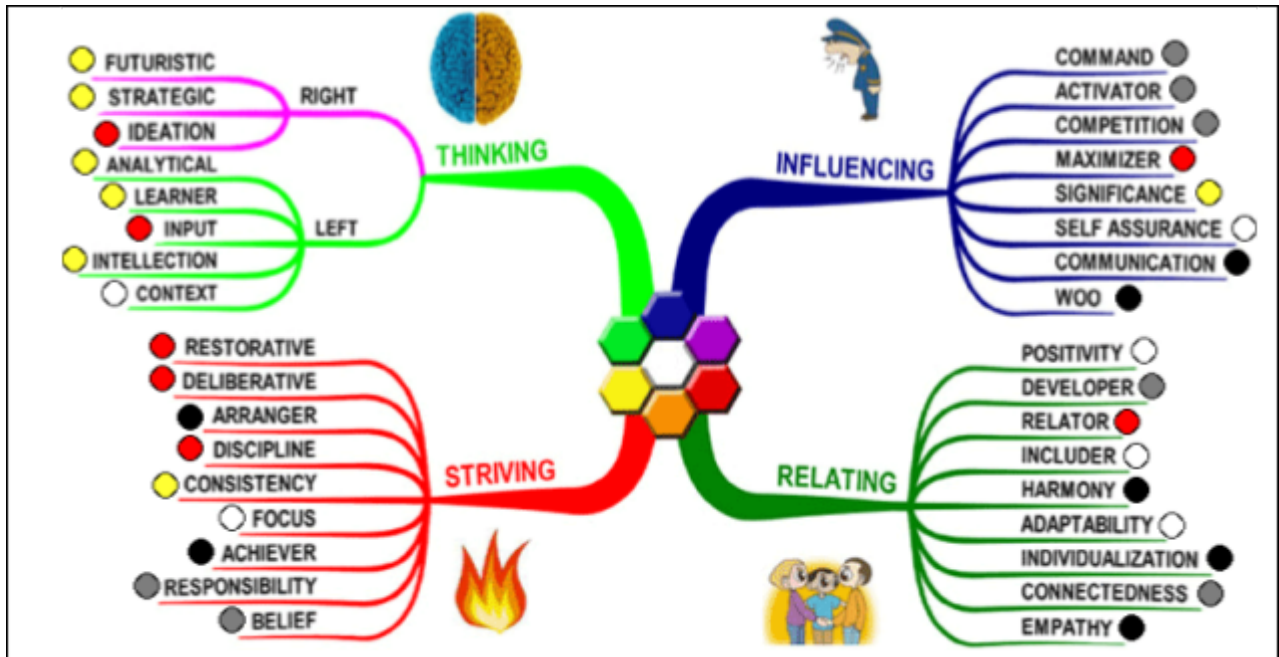 THINKING
RIGHT
FUTURISTIC
STRATEGIC
IDEATION
LEFT
ANALYTICAL
LEARNER
INPUT
INTELLECTION
CONTEXT
INFLUENCING
COMMAND
ACTIVATOR
COMPETITION
MAXIMIZER
SIGNIFICANCE
SELF ASSURANCE
COMMUNICATION
WOO
STRIVING
RESTORATIVE
DELIBERATIVE
ARRANGER
DISCIPLINE
CONSISTENCY
FOCUS
ACHIEVER
RESPONSIBILITY
BELIEF
RELATING
POSITIVITY
DEVELOPER
RELATOR
INCLUDER
HARMONY
ADAPTABILITY
INDIVIDUALIZATION
CONNECTEDNESS
EMPATHY